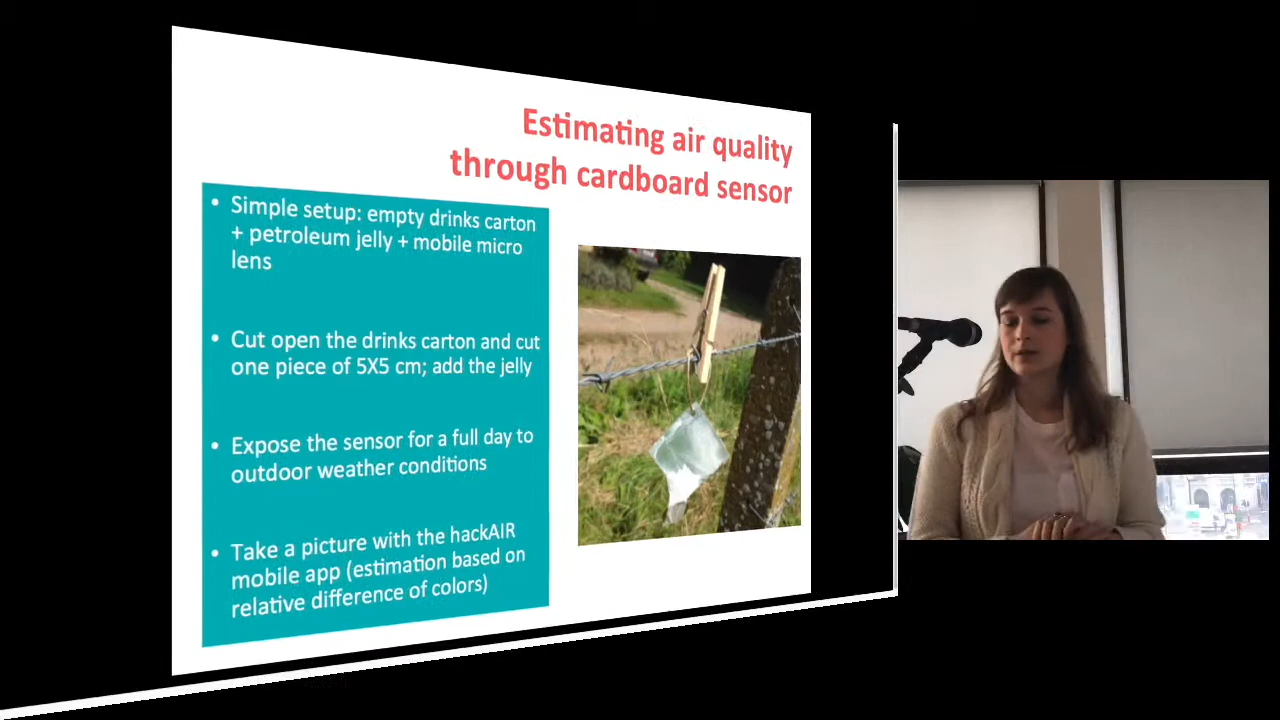 Estimating air quality
through cardboard sensor
• Simple setup: empty drinks carton
+ petroleum jelly + mobile micro
lens
• Cut open the drinks carton and cut
one piece of 5X5 cm; add the jelly
• Expose the sensor for a full day to
outdoor weather conditions
• Take a picture with the hackAIR
mobile app (estimation based on
relative difference of colors)